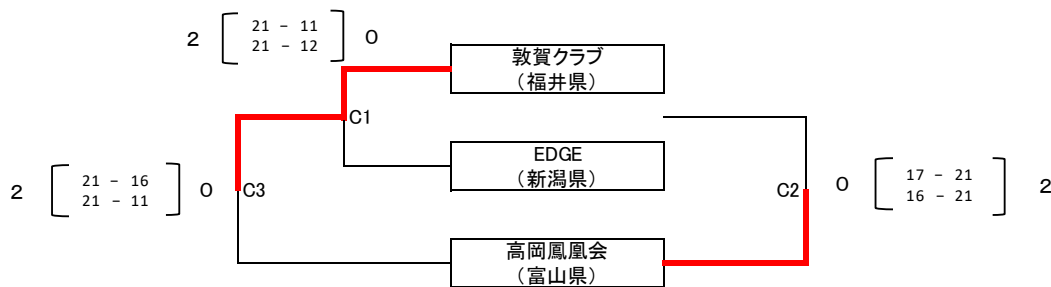 2 21 - 11 0
21 - 12
敦賀クラブ
（福井県）
C1
EDGE
（新潟県）
2 21 - 16 0
21 - 11
C3
C2
0 17 - 21 2
16 - 21
高岡鳳凰会
（富山県）